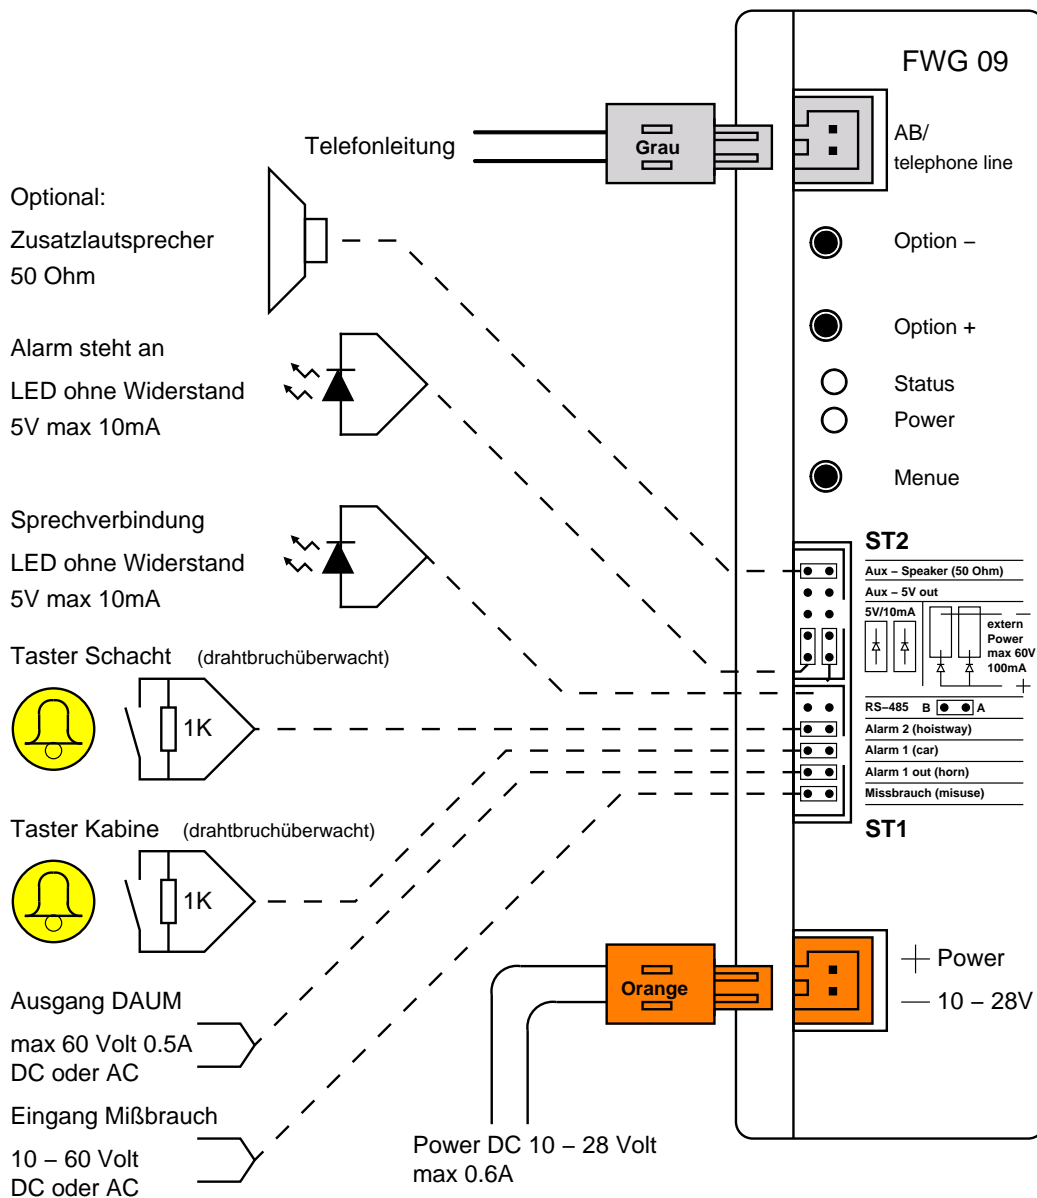 FWG 09
Telefonleitung
Grau
AB/
telephone line
Optional:
Zusatzlautsprecher
50 Ohm
Option –
Alarm steht an
LED ohne Widerstand
5V max 10mA
Option +
Status
Power
Menue
Sprechverbindung
LED ohne Widerstand
5V max 10mA
ST2
Aux – Speaker (50 Ohm)
Aux – 5V out
5V/10mA
extern
Power
max 60V
100mA
RS–485 B A
Alarm 2 (hoistway)
Alarm 1 (car)
Alarm 1 out (horn)
Missbrauch (misuse)
ST1
Taster Schacht (drahtbruchüberwacht)
1K
Taster Kabine (drahtbruchüberwacht)
1K
Orange
+ Power
— 10 – 28V
Ausgang DAUM
max 60 Volt 0.5A
DC oder AC
Eingang Mißbrauch
10 – 60 Volt
DC oder AC
Power DC 10 – 28 Volt
max 0.6A